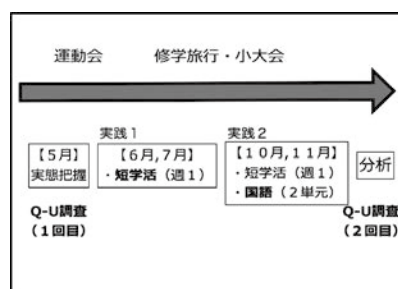 運動会 修学旅行・小大会
実践1 実践2
【5月】
実態把握
【6月,7月】
・短学活（週1）
【10月,11月】
・短学活（週1）
・国語（2単元）
分析
Q-U調査
（1回目）
Q-U調査
（2回目）